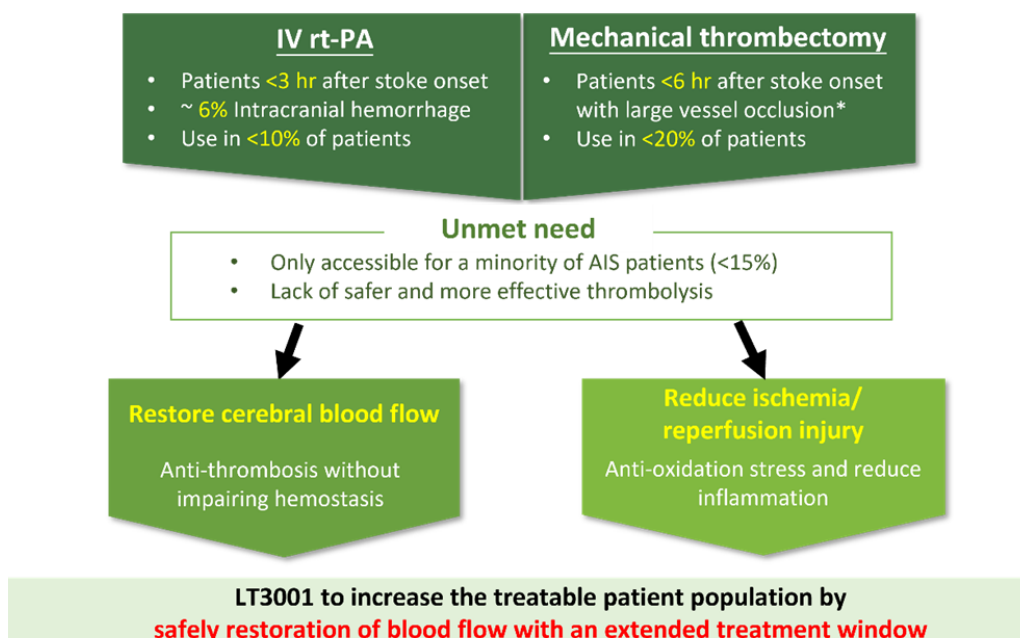 IV rt-PA
• Patients <3 hr after stoke onset
• ~ 6% Intracranial hemorrhage
• Use in <10% of patients
Mechanical thrombectomy
• Patients <6 hr after stoke onset
with large vessel occlusion*
• Use in <20% of patients
Unmet need
• Only accessible for a minority of AIS patients (<15%)
• Lack of safer and more effective thrombolysis
Restore cerebral blood flow
Anti-thrombosis without
impairing hemostasis
Reduce ischemia/
reperfusion injury
Anti-oxidation stress and reduce
inflammation
LT3001 to increase the treatable patient population by
safely restoration of blood flow with an extended treatment window